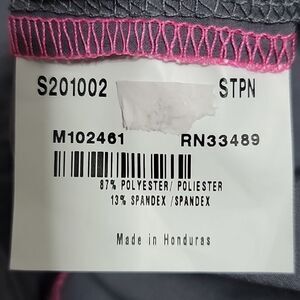 S201002 STPN
M102461 RN33489
87% POLYESTER/ POLIESTER
13% SPANDEX /SPANDEX
Made in Honduras